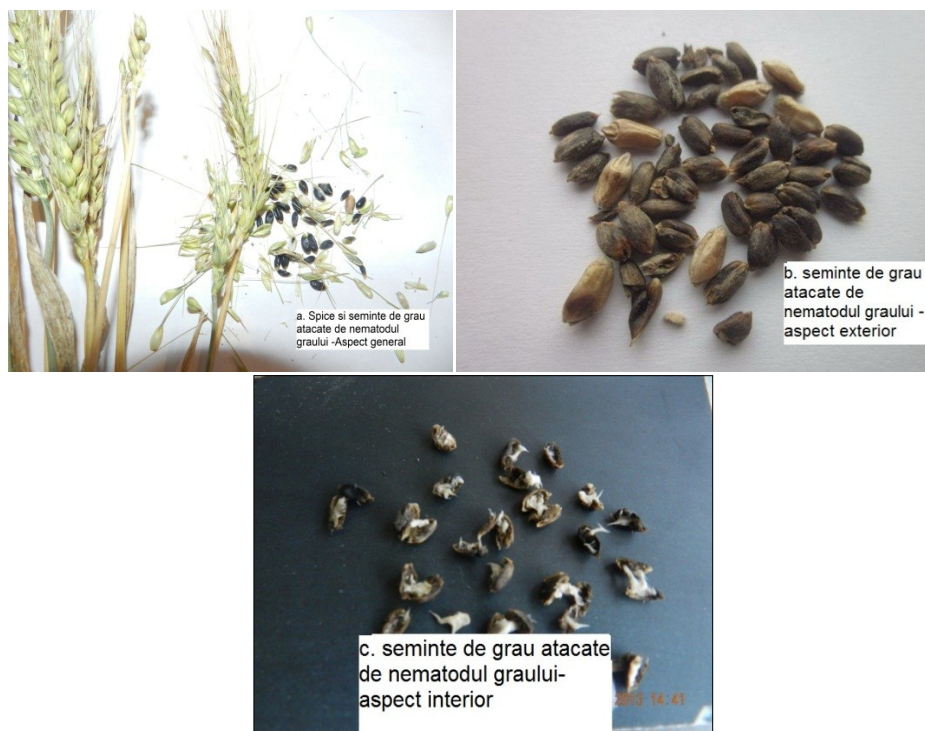 a. Spice si seminte de grau
atacate de nematodul
graului -Aspect general
b. seminte de grau
atacate de
nematodul graului -
aspect exterior
c. seminte de grau atacate
de nematodul graului-
aspect interior
2013 14:41